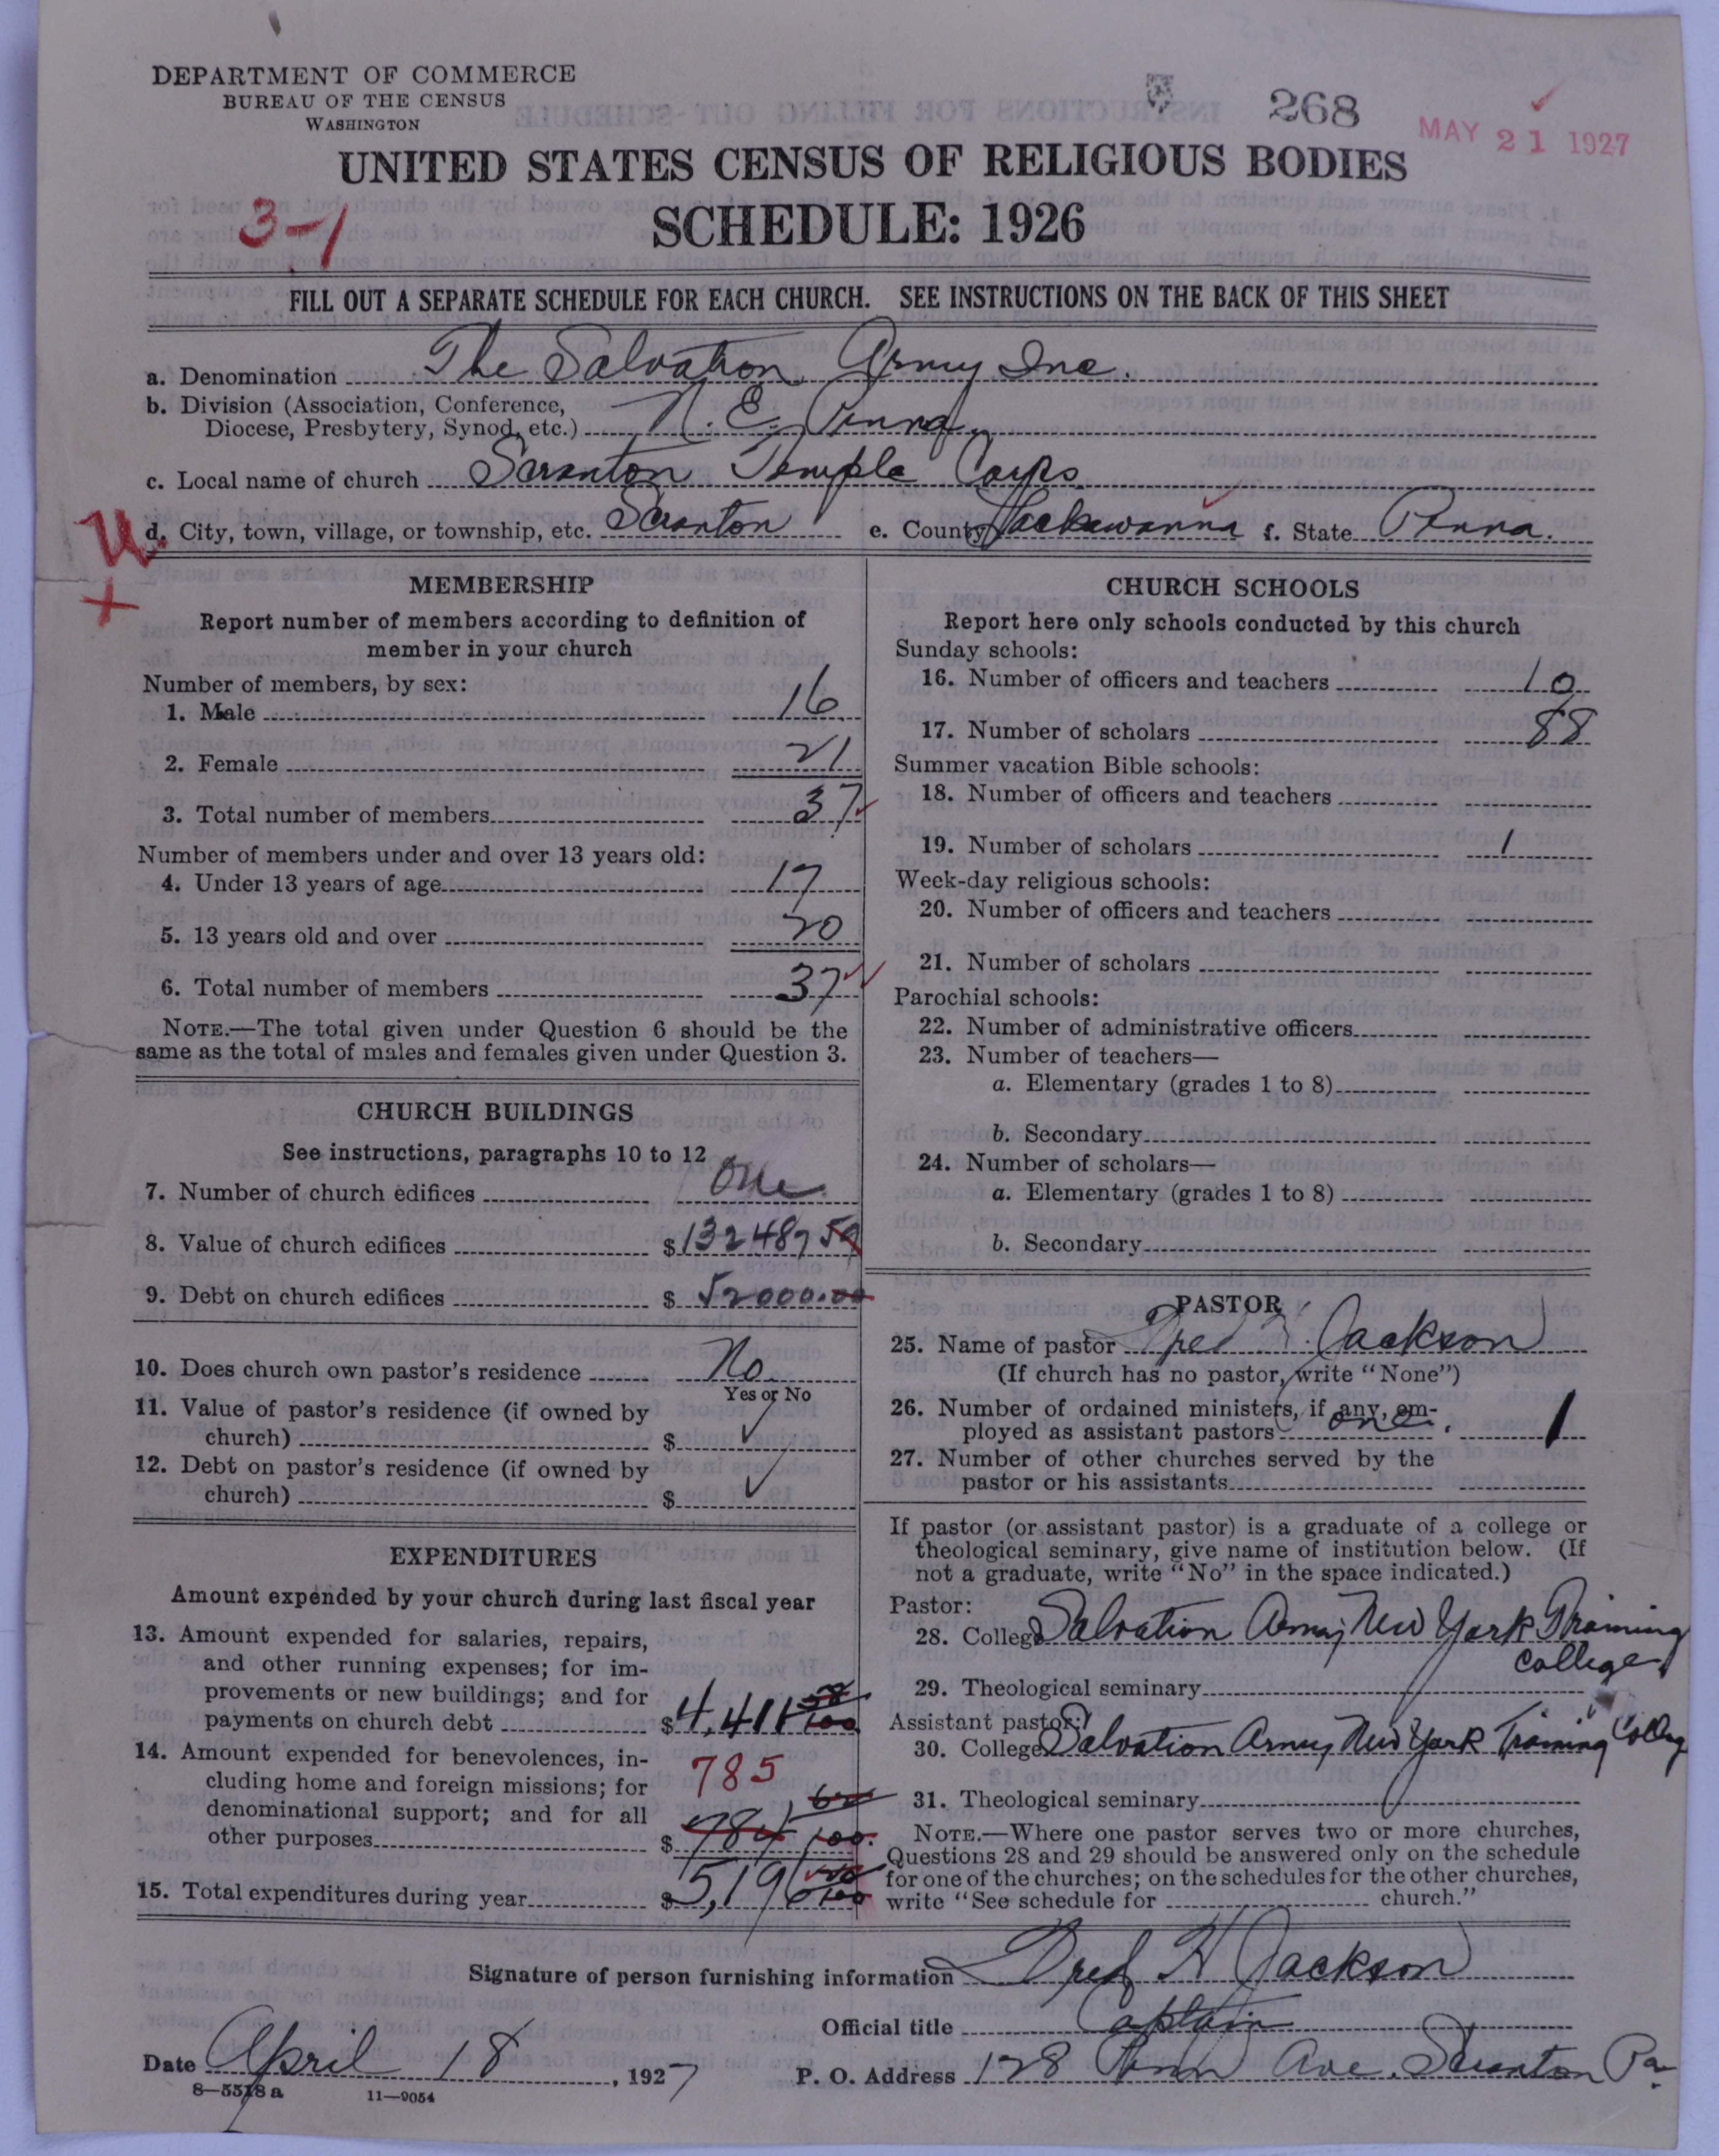 DEPARTMENT OF COMMERCE
BUREAU OF THE CENSUS
WASHINGTON
268
MAY 21 1927
UNITED STATES CENSUS OF RELIGIOUS BODIES
3-1
SCHEDULE: 1926
FILL OUT A SEPARATE SCHEDULE FOR EACH CHURCH. SEE INSTRUCTIONS ON THE BACK OF THIS SHEET
a. Denomination The Salvation Army Inc.
b. Division (Association, Conference,
Diocese, Presbytery, Synod, etc.) N. E. Penna.
c. Local name of church Scranton Temple Corps
d. City, town, village, or township, etc. Scranton e. County Lackawanna f. State Penna.
MEMBERSHIP
Report number of members according to definition of
member in your church
Number of members, by sex:
1. Male 16
2. Female 21
3. Total number of members 37
Number of members under and over 13 years old:
4. Under 13 years of age 17
5. 13 years old and over 20
6. Total number of members 37
NOTE.—The total given under Question 6 should be the
same as the total of males and females given under Question 3.
CHURCH BUILDINGS
See instructions, paragraphs 10 to 12
7. Number of church edifices One
8. Value of church edifices $132487 59
9. Debt on church edifices $ 52000.00
10. Does church own pastor's residence No.
Yes or No
11. Value of pastor's residence (if owned by
church) $ ✓
12. Debt on pastor's residence (if owned by
church) $ ✓
EXPENDITURES
Amount expended by your church during last fiscal year
13. Amount expended for salaries, repairs,
and other running expenses; for im-
provements or new buildings; and for
payments on church debt $4,411
14. Amount expended for benevolences, in-
cluding home and foreign missions; for
denominational support; and for all
other purposes $ 785
784
15. Total expenditures during year $5,196
CHURCH SCHOOLS
Report here only schools conducted by this church
Sunday schools:
16. Number of officers and teachers 10
17. Number of scholars 88
Summer vacation Bible schools:
18. Number of officers and teachers
19. Number of scholars 1
Week-day religious schools:
20. Number of officers and teachers
21. Number of scholars
Parochial schools:
22. Number of administrative officers
23. Number of teachers—
a. Elementary (grades 1 to 8)
b. Secondary
24. Number of scholars—
a. Elementary (grades 1 to 8)
b. Secondary
PASTOR
25. Name of pastor Fred H. Jackson
(If church has no pastor, write "None")
26. Number of ordained ministers, if any, em-
ployed as assistant pastors one. 1
27. Number of other churches served by the
pastor or his assistants
If pastor (or assistant pastor) is a graduate of a college or
theological seminary, give name of institution below. (If
not a graduate, write "No" in the space indicated.)
Pastor:
28. College Salvation Army New York Training
College
29. Theological seminary
Assistant pastor:
30. College Salvation Army New York Training College
31. Theological seminary
NOTE.—Where one pastor serves two or more churches,
Questions 28 and 29 should be answered only on the schedule
for one of the churches; on the schedules for the other churches,
write "See schedule for church."
Signature of person furnishing information Fred H Jackson
Official title Captain
Date April 18, 1927 P. O. Address 128 Penn Ave. Scranton Pa.
8—5518 a 11—9054